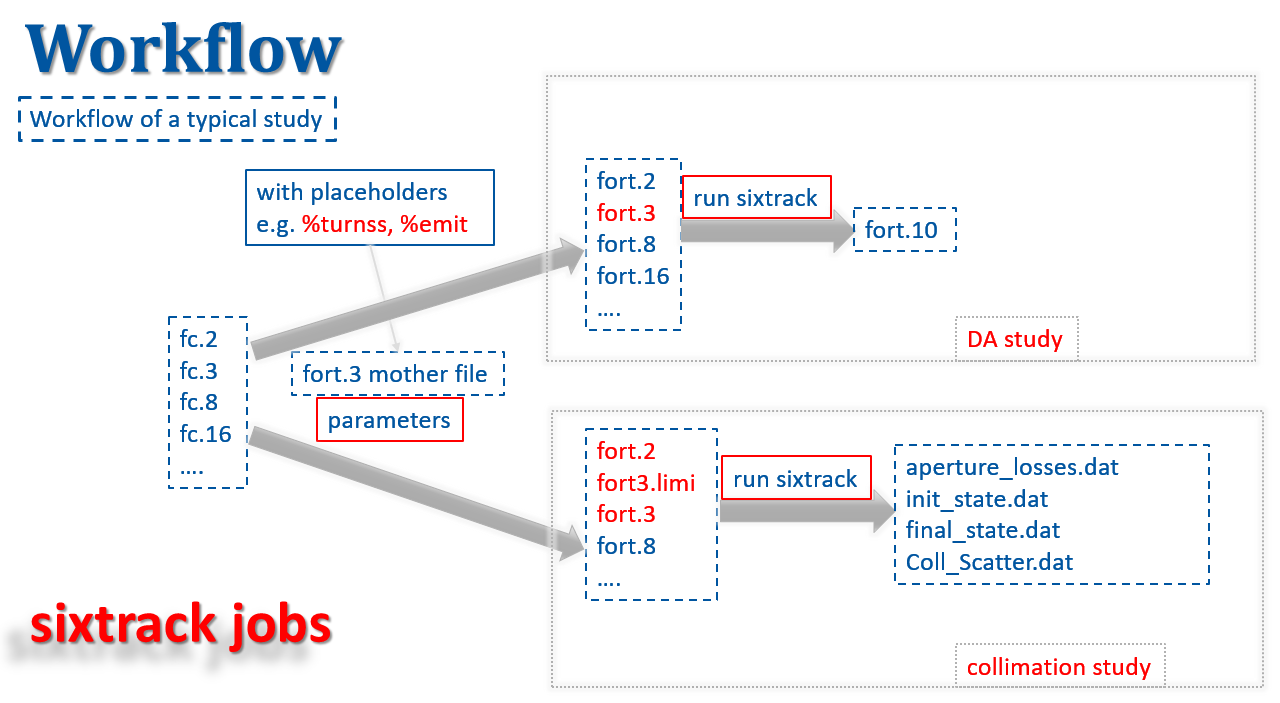 Workflow
Workflow of a typical study
with placeholders
e.g. %turnss, %emit
fc.2
fc.3
fc.8
fc.16
....
fort.3 mother file
parameters
fort.2
fort.3
fort.8
fort.16
....
run sixtrack
fort.10
DA study
fort.2
fort3.limi
fort.3
fort.8
....
run sixtrack
aperture_losses.dat
init_state.dat
final_state.dat
Coll_Scatter.dat
collimation study
sixtrack jobs